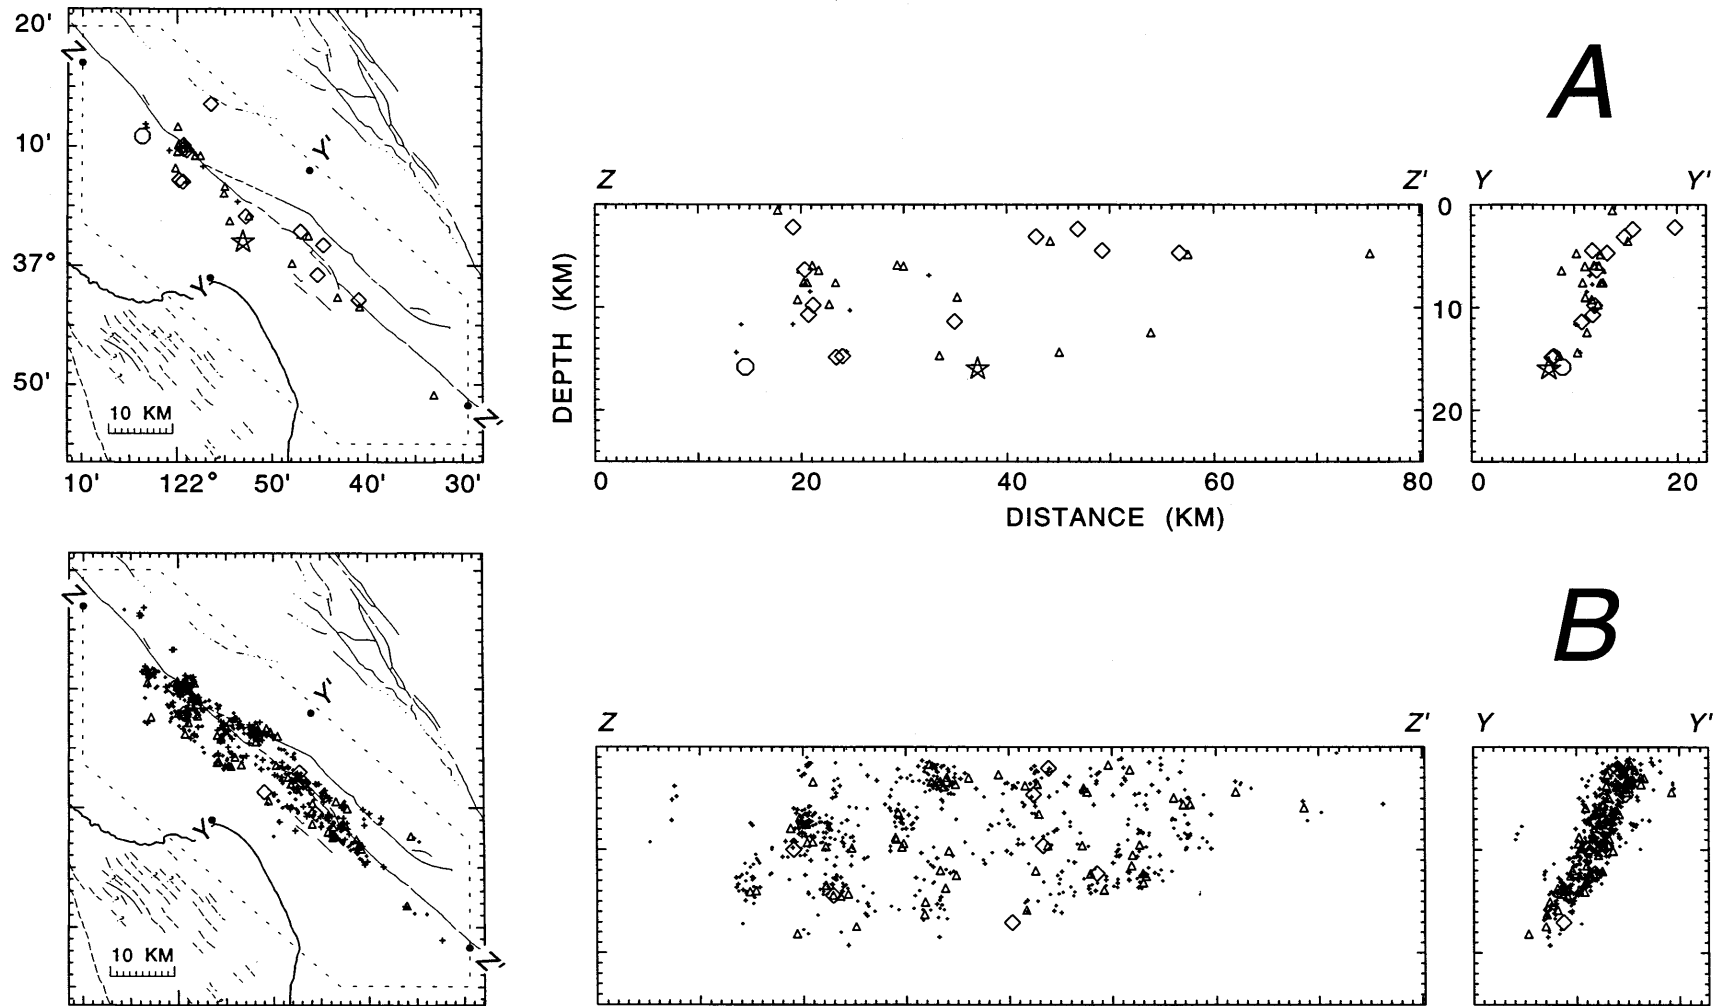 A
20'
10'
37°
50'
Z
Y'
Y
Z'
10 KM
10' 122° 50' 40' 30'
Z Z'
Y Y'
DEPTH (KM)
0
10
20
0 20 40 60 80
0 20
DISTANCE (KM)
B
Z
Y'
Y
Z'
10 KM
Z Z'
Y Y'